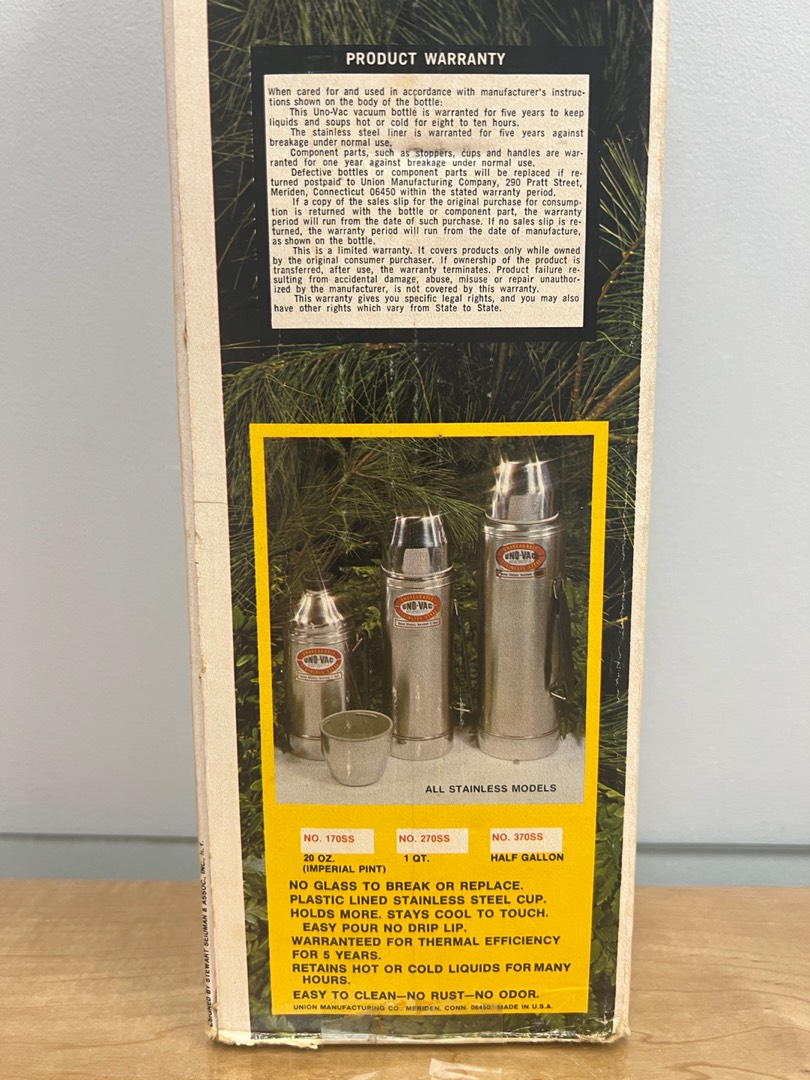 PRODUCT WARRANTY
When cared for and used in accordance with manufacturer's instruc-
tions shown on the body of the bottle:
This Uno-Vac vacuum bottle is warranted for five years to keep
liquids and soups hot or cold for eight to ten hours.
The stainless steel liner is warranted for five years against
breakage under normal use.
Component parts, such as stoppers, cups and handles are war-
ranted for one year against breakage under normal use.
Defective bottles or component parts will be replaced if re-
turned postpaid to Union Manufacturing Company, 290 Pratt Street,
Meriden, Connecticut 06450 within the stated warranty period.
If a copy of the sales slip for the original purchase for consump-
tion is returned with the bottle or component part, the warranty
period will run from the date of such purchase. If no sales slip is re-
turned, the warranty period will run from the date of manufacture,
as shown on the bottle.
This is a limited warranty. It covers products only while owned
by the original consumer purchaser. If ownership of the product is
transferred, after use, the warranty terminates. Product failure re-
sulting from accidental damage, abuse, misuse or repair unauthor-
ized by the manufacturer, is not covered by this warranty.
This warranty gives you specific legal rights, and you may also
have other rights which vary from State to State.
UNO-VAC
UNO-VAC
UNO-VAC
ALL STAINLESS MODELS
NO. 170SS NO. 270SS NO. 370SS
20 OZ. 1 QT. HALF GALLON
(IMPERIAL PINT)
NO GLASS TO BREAK OR REPLACE.
PLASTIC LINED STAINLESS STEEL CUP.
HOLDS MORE. STAYS COOL TO TOUCH.
EASY POUR NO DRIP LIP.
WARRANTEED FOR THERMAL EFFICIENCY
FOR 5 YEARS.
RETAINS HOT OR COLD LIQUIDS FOR MANY
HOURS.
EASY TO CLEAN—NO RUST—NO ODOR.
UNION MANUFACTURING CO. MERIDEN, CONN. 06450 MADE IN U.S.A.
BY STEWART SEIDMAN & ASSOC. INC., N.Y.